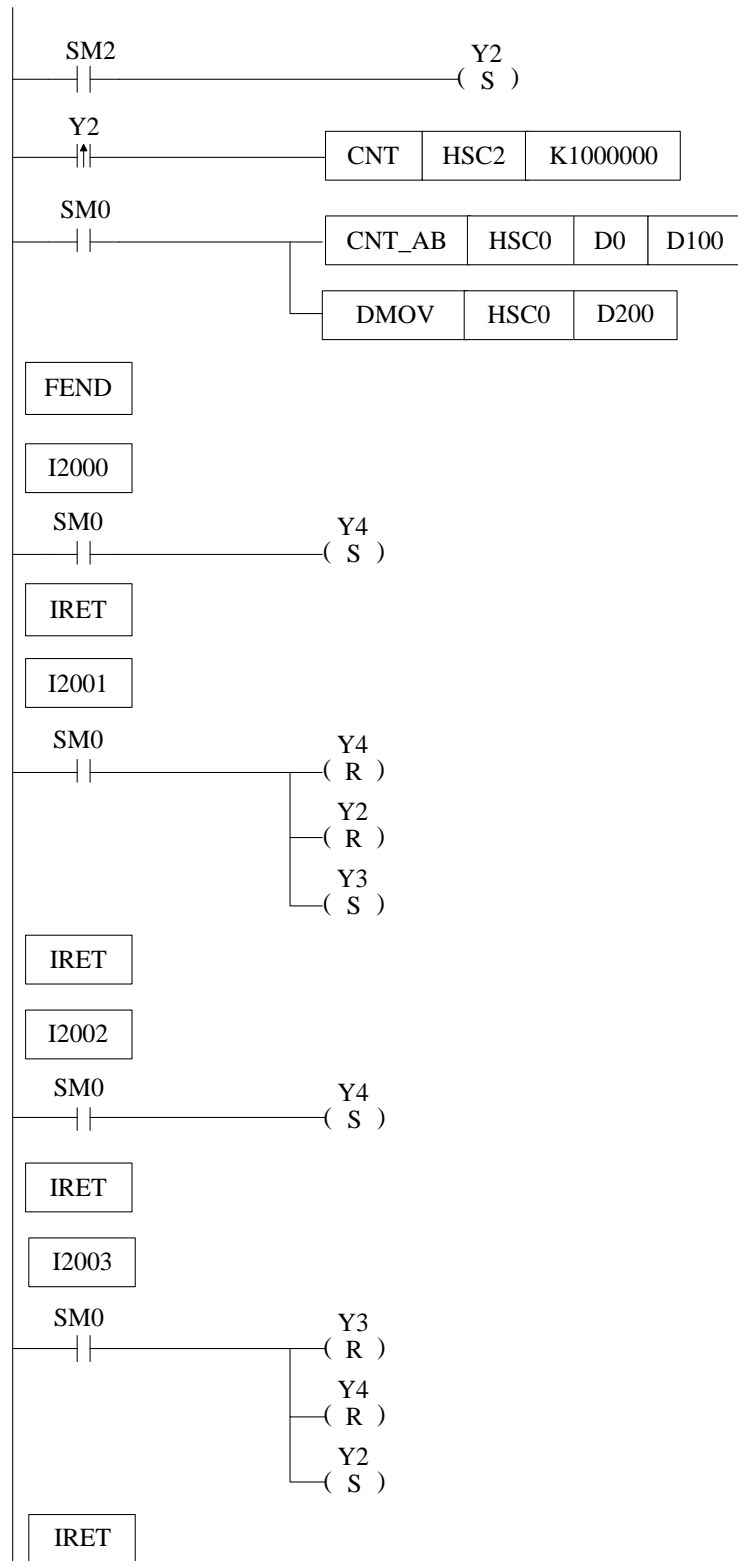 SM2
Y2
( S )
Y2
CNT HSC2 K1000000
SM0
CNT_AB HSC0 D0 D100
DMOV HSC0 D200
FEND
I2000
SM0
Y4
( S )
IRET
I2001
SM0
Y4
( R )
Y2
( R )
Y3
( S )
IRET
I2002
SM0
Y4
( S )
IRET
I2003
SM0
Y3
( R )
Y4
( R )
Y2
( S )
IRET